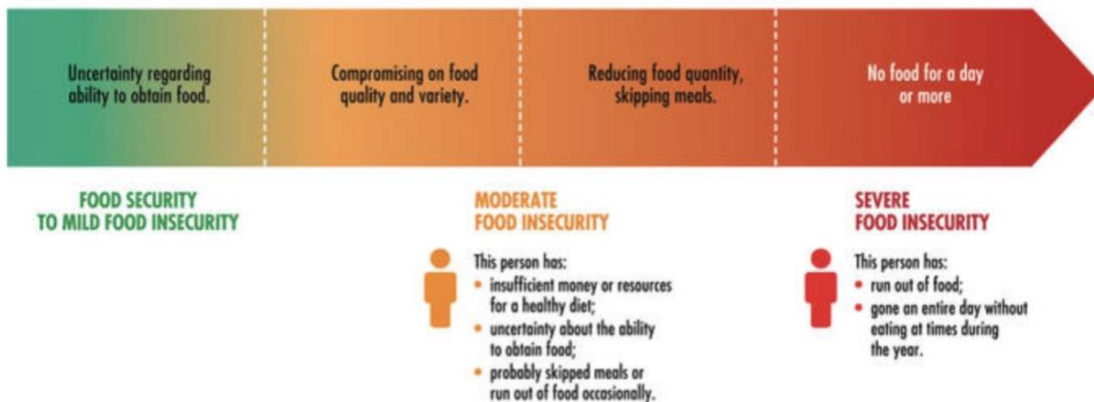 Uncertainty regarding
ability to obtain food.
Compromising on food
quality and variety.
Reducing food quantity,
skipping meals.
No food for a day
or more
FOOD SECURITY
TO MILD FOOD INSECURITY
MODERATE
FOOD INSECURITY
This person has:
• insufficient money or resources
for a healthy diet;
• uncertainty about the ability
to obtain food;
• probably skipped meals or
run out of food occasionally.
SEVERE
FOOD INSECURITY
This person has:
• run out of food;
• gone an entire day without
eating at times during
the year.